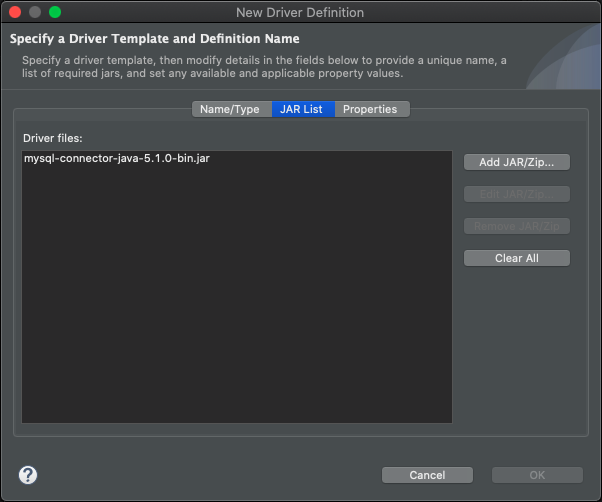 New Driver Definition
Specify a Driver Template and Definition Name
Specify a driver template, then modify details in the fields below to provide a unique name, a
list of required jars, and set any available and applicable property values.
Name/Type JAR List Properties
Driver files:
mysql-connector-java-5.1.0-bin.jar
Add JAR/Zip...
Edit JAR/Zip...
Remove JAR/Zip
Clear All
?
Cancel OK